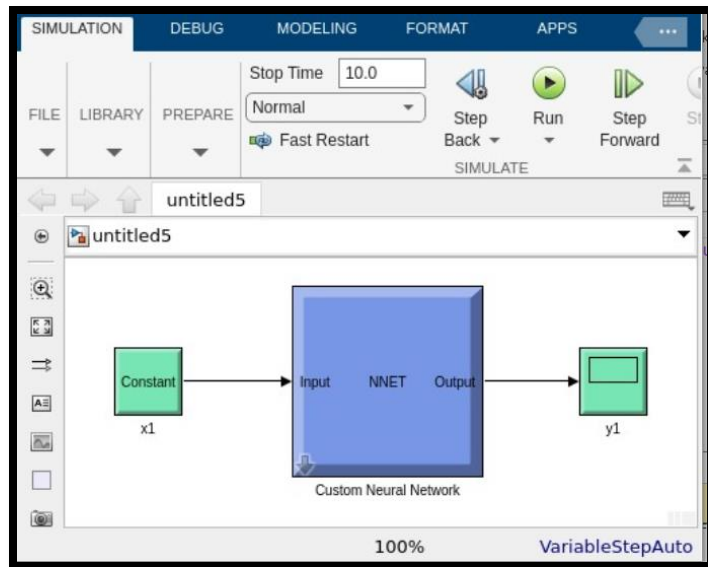 SIMULATION DEBUG MODELING FORMAT APPS ...
Stop Time 10.0
Normal
Fast Restart
FILE LIBRARY PREPARE
Step Back
Run
Step Forward
SIMULATE
untitled5
untitled5
Constant
Input NNET Output
x1
y1
Custom Neural Network
100% VariableStepAuto